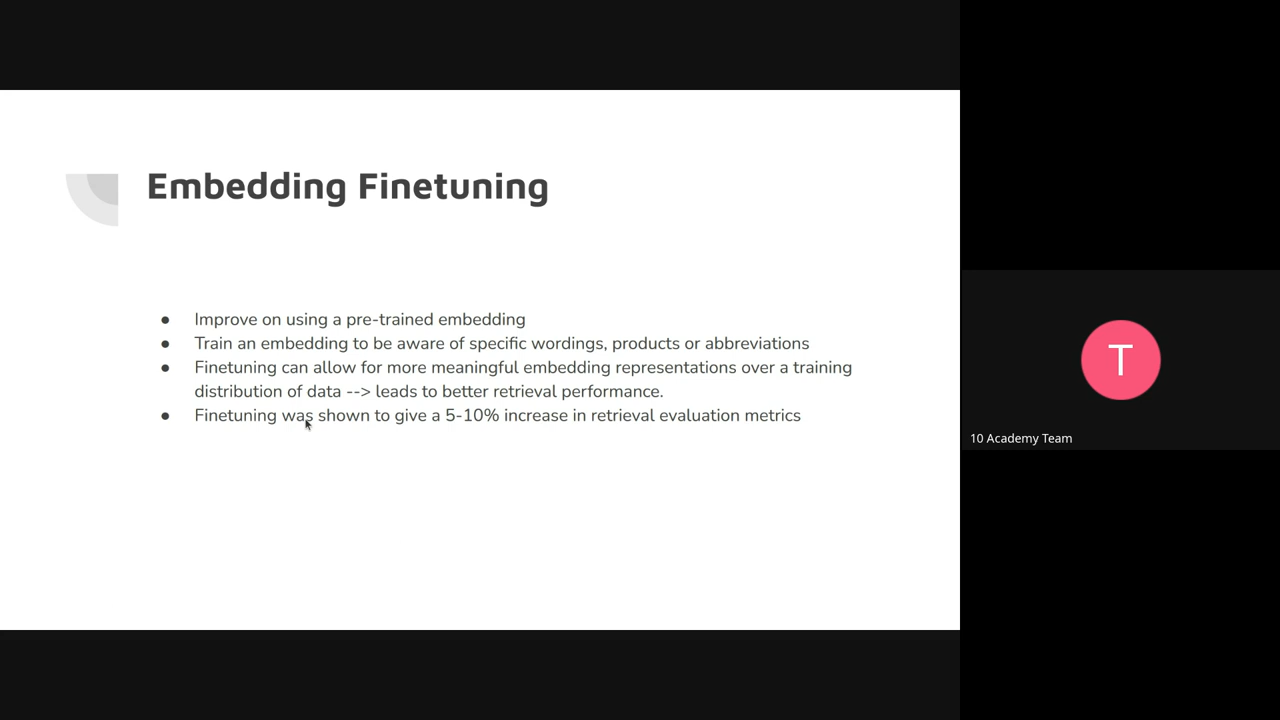 Embedding Finetuning
● Improve on using a pre-trained embedding
● Train an embedding to be aware of specific wordings, products or abbreviations
● Finetuning can allow for more meaningful embedding representations over a training
distribution of data --> leads to better retrieval performance.
● Finetuning was shown to give a 5-10% increase in retrieval evaluation metrics
T
10 Academy Team